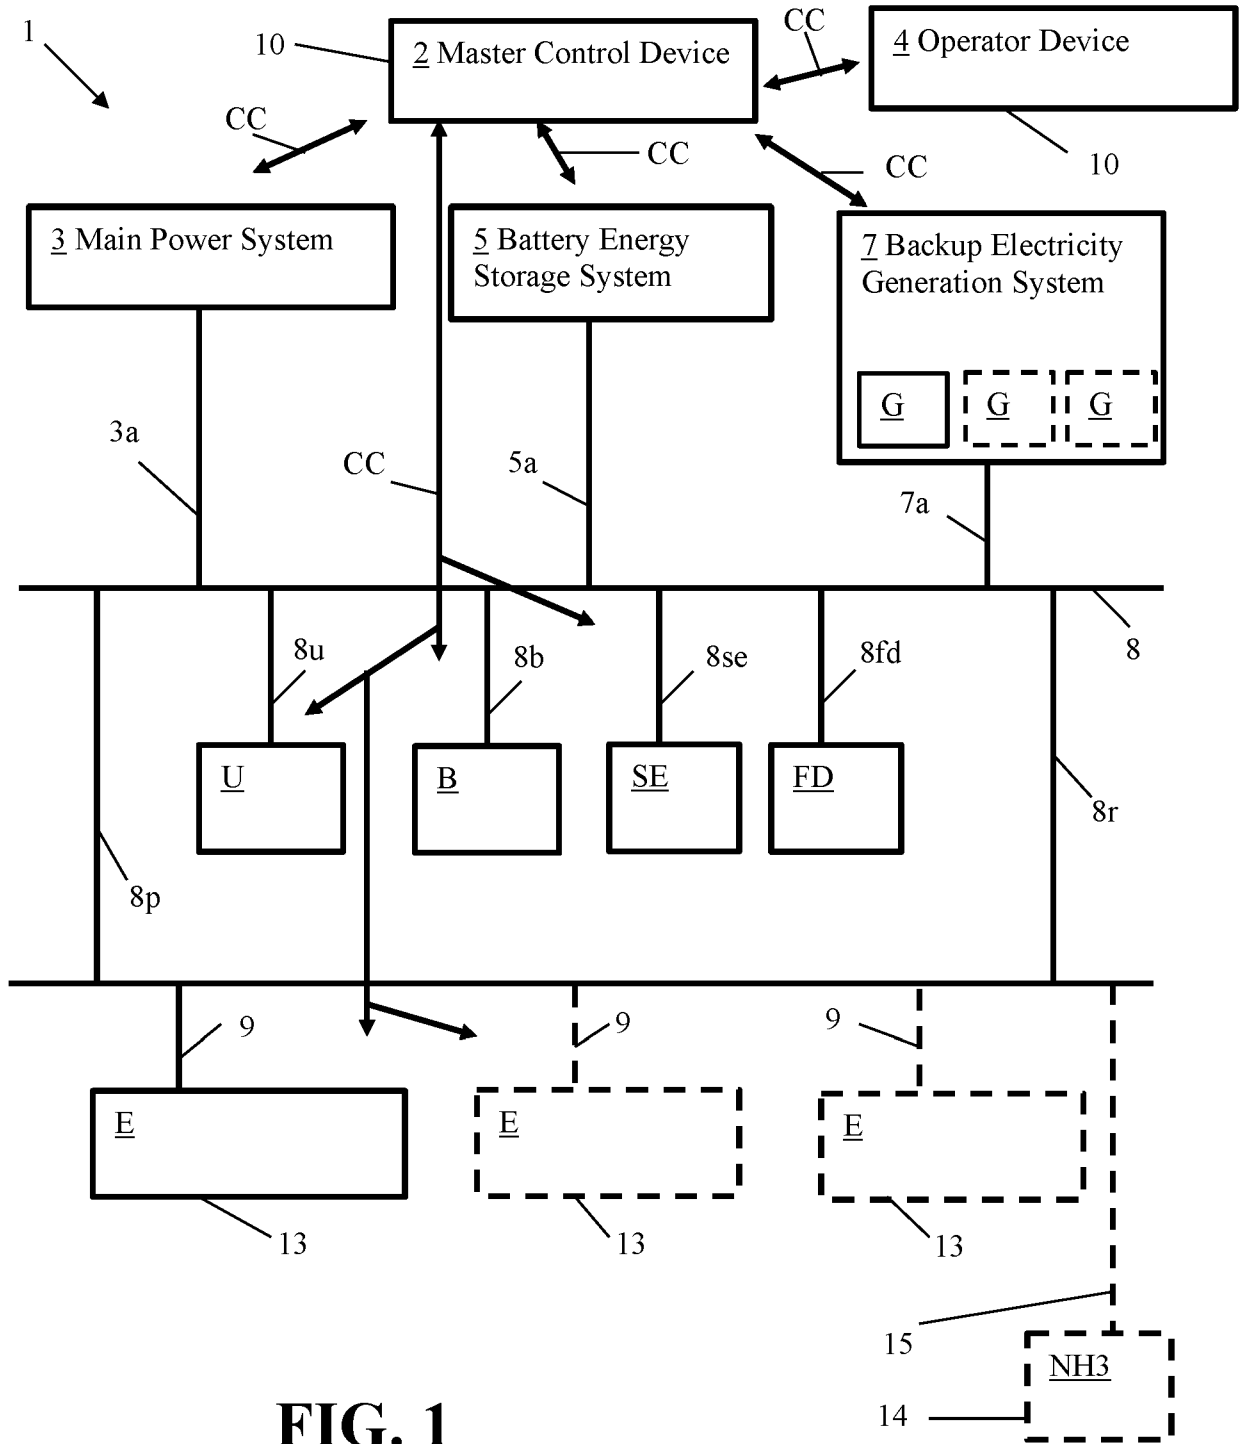 1
10
2 Master Control Device
CC
4 Operator Device
10
CC
CC
CC
3 Main Power System
5 Battery Energy
Storage System
7 Backup Electricity
Generation System
G
G
G
3a
CC
5a
7a
8
8u
8b
8se
8fd
U
B
SE
FD
8r
8p
9
9
9
E
E
E
13
13
13
15
NH3
14
FIG. 1